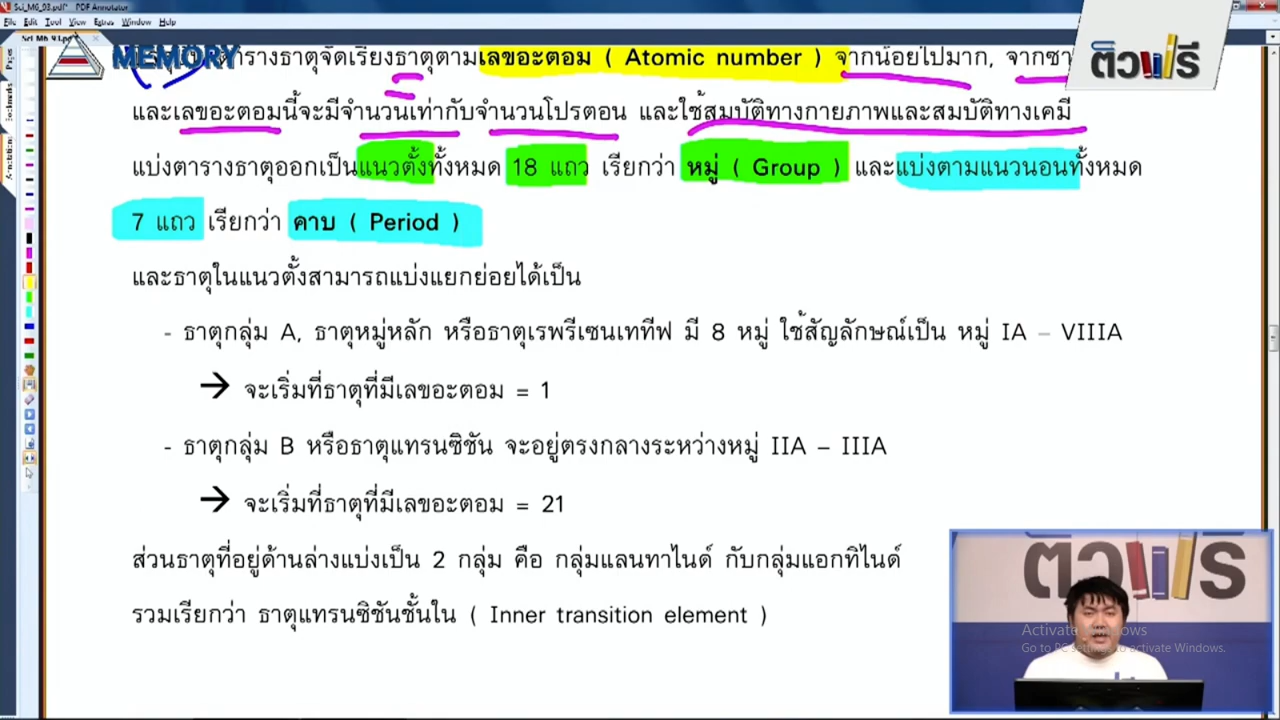 Sci_M6_93.pdf* - PDF Annotator
File Edit Tool View Extras Window Help
MEMORY
ติวฟรี
ตารางธาตุจัดเรียงธาตุตามเลขอะตอม ( Atomic number ) จากน้อยไปมาก, จากซา
และเลขอะตอมนี้จะมีจำนวนเท่ากับจำนวนโปรตอน และใช้สมบัติทางกายภาพและสมบัติทางเคมี
แบ่งตารางธาตุออกเป็นแนวตั้งทั้งหมด 18 แถว เรียกว่า หมู่ ( Group ) และแบ่งตามแนวนอนทั้งหมด
7 แถว เรียกว่า คาบ ( Period )
และธาตุในแนวตั้งสามารถแบ่งแยกย่อยได้เป็น
- ธาตุกลุ่ม A, ธาตุหมู่หลัก หรือธาตุเรพรีเซนเททีฟ มี 8 หมู่ ใช้สัญลักษณ์เป็น หมู่ IA – VIIIA
→ จะเริ่มที่ธาตุที่มีเลขอะตอม = 1
- ธาตุกลุ่ม B หรือธาตุแทรนซิชัน จะอยู่ตรงกลางระหว่างหมู่ IIA – IIIA
→ จะเริ่มที่ธาตุที่มีเลขอะตอม = 21
ส่วนธาตุที่อยู่ด้านล่างแบ่งเป็น 2 กลุ่ม คือ กลุ่มแลนทาไนด์ กับกลุ่มแอกทิไนด์
รวมเรียกว่า ธาตุแทรนซิชันชั้นใน ( Inner transition element )
ติวฟรี
Activate Windows
Go to PC settings to activate Windows.